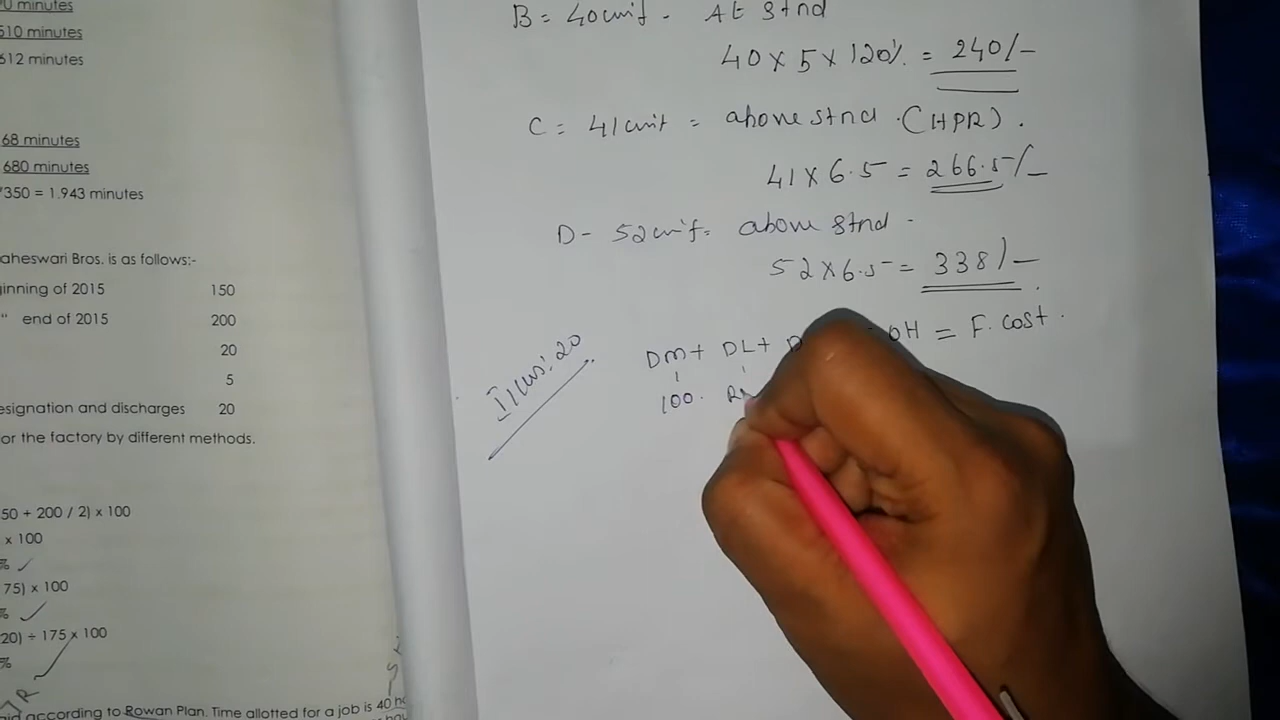 0 minutes
510 minutes
612 minutes
68 minutes
680 minutes
350 = 1.943 minutes
aheswari Bros. is as follows:-
inning of 2015 150
" end of 2015 200
20
5
esignation and discharges 20
or the factory by different methods.
50 + 200 / 2) x 100
x 100
%
75) x 100
%
20) ÷ 175 x 100
%
aid according to Rowan Plan. Time allotted for a job is 40
B = 40 unit - At stnd
40 x 5 x 120% = 240/-
C = 41 unit = above stnd. (HPR).
41 x 6.5 = 266.5/-
D - 52 unit = above stnd.
52 x 6.5 = 338/-
Illus: 20
DM + DL + OH = F. cost.
100.